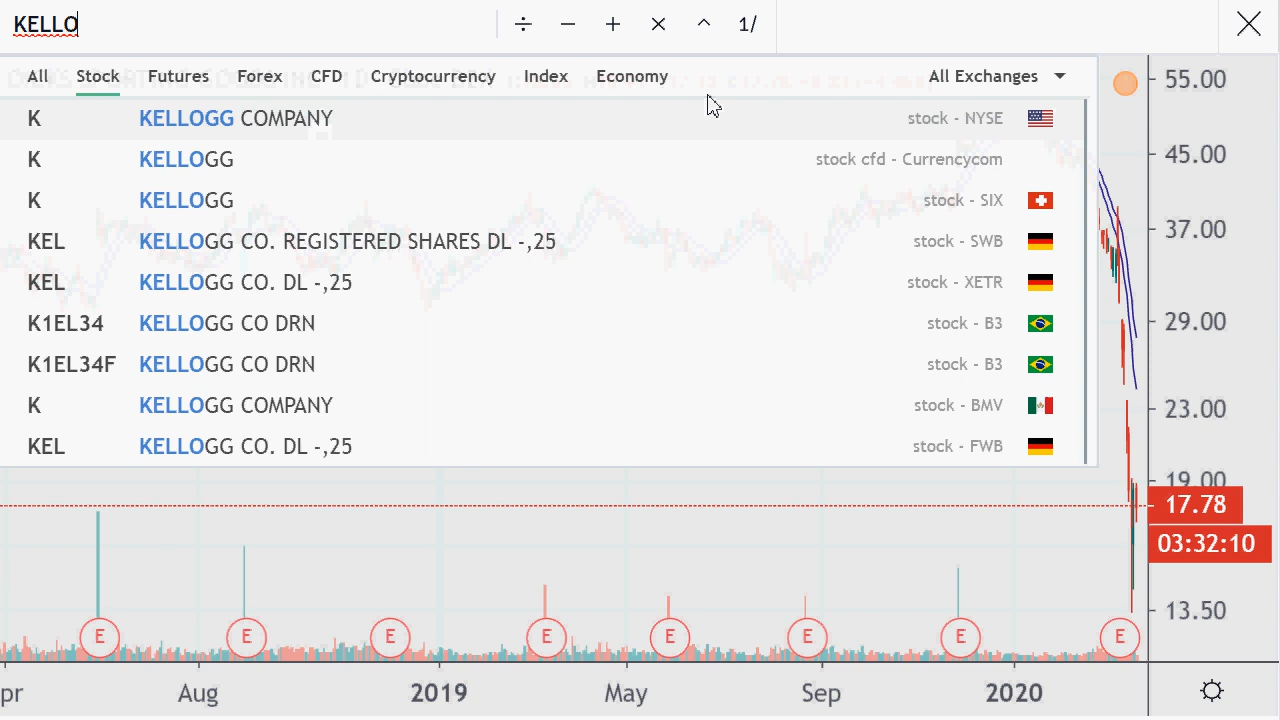 KELLO ÷ − + × ^ 1/
All Stock Futures Forex CFD Cryptocurrency Index Economy All Exchanges
K KELLOGG COMPANY stock - NYSE
K KELLOGG stock cfd - Currencycom
K KELLOGG stock - SIX
KEL KELLOGG CO. REGISTERED SHARES DL -,25 stock - SWB
KEL KELLOGG CO. DL -,25 stock - XETR
K1EL34 KELLOGG CO DRN stock - B3
K1EL34F KELLOGG CO DRN stock - B3
K KELLOGG COMPANY stock - BMV
KEL KELLOGG CO. DL -,25 stock - FWB
55.00
45.00
37.00
29.00
23.00
19.00
17.78
03:32:10
13.50
E E E E E E E E
pr Aug 2019 May Sep 2020